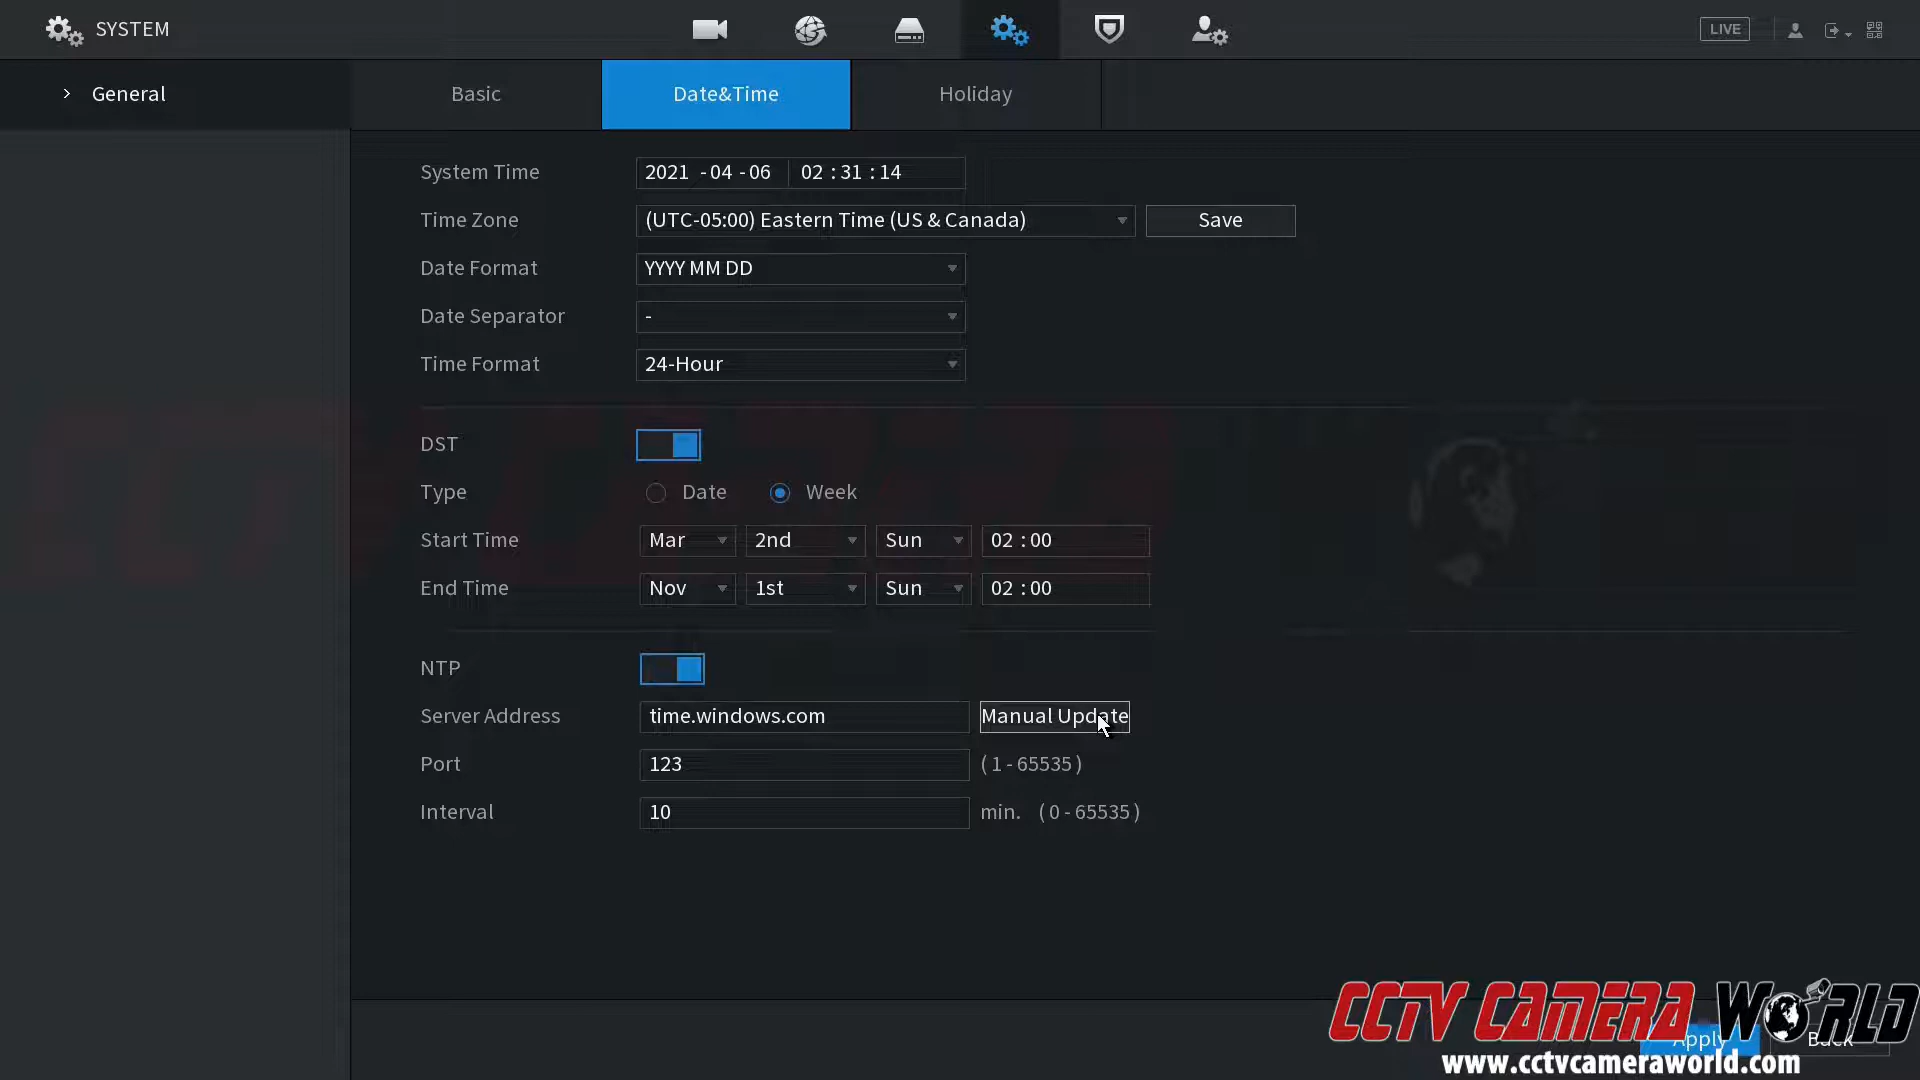 SYSTEM
LIVE
General
Basic
Date&Time
Holiday
System Time 2021 - 04 - 06 02 : 31 : 14
Time Zone (UTC-05:00) Eastern Time (US & Canada) Save
Date Format YYYY MM DD
Date Separator -
Time Format 24-Hour
DST
Type Date Week
Start Time Mar 2nd Sun 02 : 00
End Time Nov 1st Sun 02 : 00
NTP
Server Address time.windows.com Manual Update
Port 123 ( 1 - 65535 )
Interval 10 min. ( 0 - 65535 )
CCTV CAMERA WORLD
Apply Back
www.cctvcameraworld.com